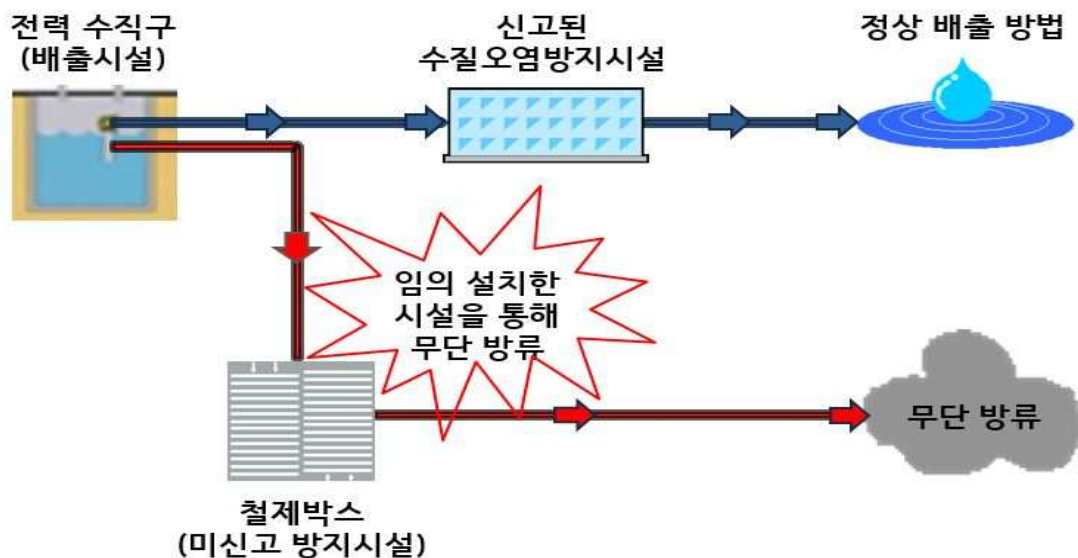 전력 수직구
(배출시설)
신고된
수질오염방지시설
정상 배출 방법
임의 설치한
시설을 통해
무단 방류
무단 방류
철제박스
(미신고 방지시설)